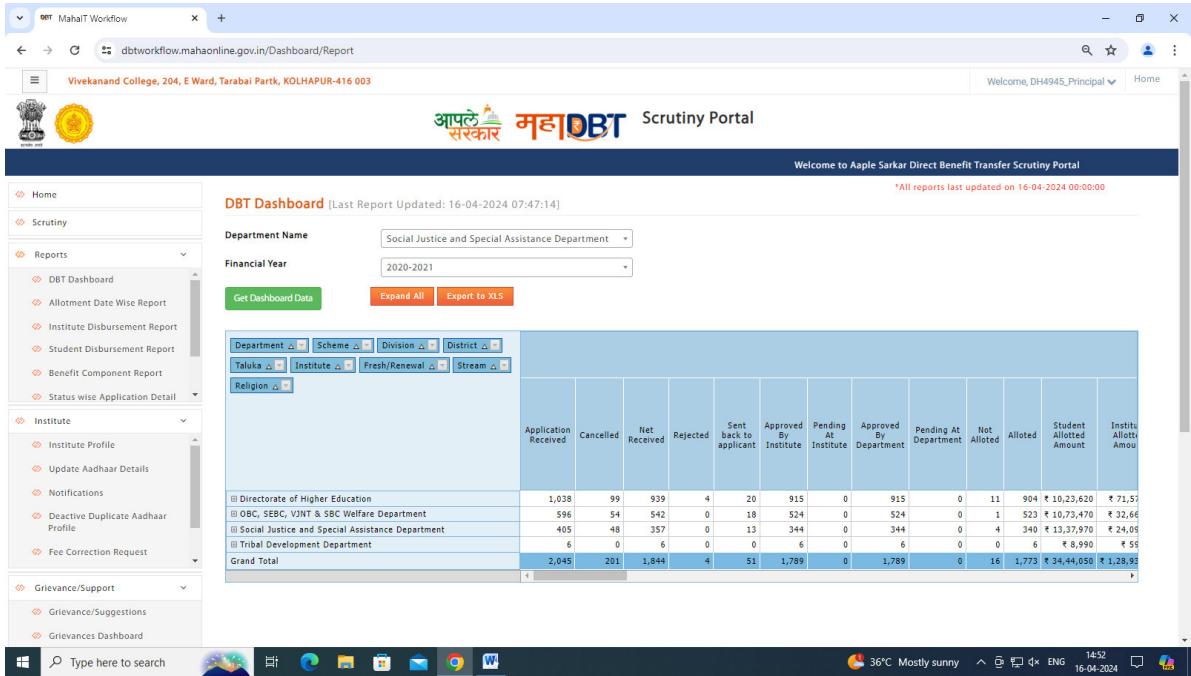 DBT MahaIT Workflow
dbtworkflow.mahaonline.gov.in/Dashboard/Report
Vivekanand College, 204, E Ward, Tarabai Partk, KOLHAPUR-416 003
Welcome, DH4945_Principal
Home
आपले सरकार महाDBT Scrutiny Portal
Welcome to Aaple Sarkar Direct Benefit Transfer Scrutiny Portal
*All reports last updated on 16-04-2024 00:00:00
Home
Scrutiny
Reports
DBT Dashboard
Allotment Date Wise Report
Institute Disbursement Report
Student Disbursement Report
Benefit Component Report
Status wise Application Detail
Institute
Institute Profile
Update Aadhaar Details
Notifications
Deactive Duplicate Aadhaar
Profile
Fee Correction Request
Grievance/Support
Grievance/Suggestions
Grievances Dashboard
DBT Dashboard [Last Report Updated: 16-04-2024 07:47:14]
Department Name Social Justice and Special Assistance Department
Financial Year 2020-2021
Get Dashboard Data Expand All Export to XLS
Department Scheme Division District
Taluka Institute Fresh/Renewal Stream
Religion
Application Received Cancelled Net Received Rejected Sent back to applicant Approved By Institute Pending At Institute Approved By Department Pending At Department Not Alloted Alloted Student Allotted Amount Institu Allotte Amou
Directorate of Higher Education 1,038 99 939 4 20 915 0 915 0 11 904 ₹ 10,23,620 ₹ 71,57
OBC, SEBC, VJNT & SBC Welfare Department 596 54 542 0 18 524 0 524 0 1 523 ₹ 10,73,470 ₹ 32,66
Social Justice and Special Assistance Department 405 48 357 0 13 344 0 344 0 4 340 ₹ 13,37,970 ₹ 24,09
Tribal Development Department 6 0 6 0 0 6 0 6 0 0 6 ₹ 8,990 ₹ 59
Grand Total 2,045 201 1,844 4 51 1,789 0 1,789 0 16 1,773 ₹ 34,44,050 ₹ 1,28,93
Type here to search
36°C Mostly sunny
ENG
14:52
16-04-2024